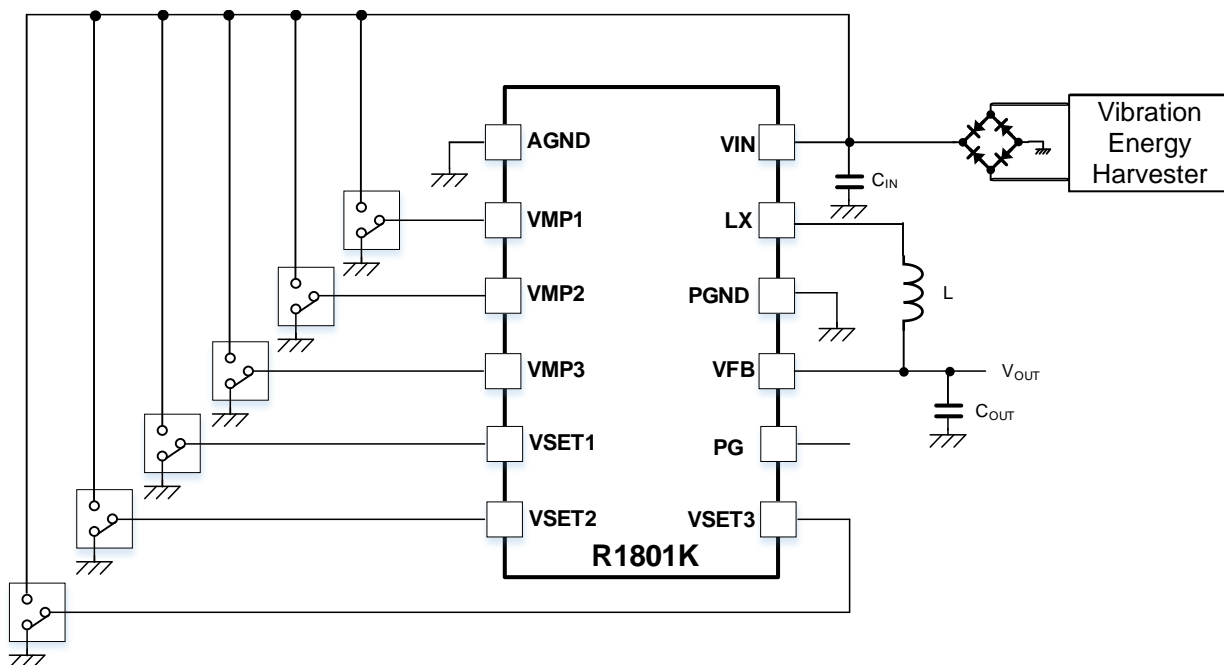 AGND
VMP1
VMP2
VMP3
VSET1
VSET2
VIN
LX
PGND
VFB
PG
VSET3
R1801K
CIN
L
VOUT
COUT
Vibration
Energy
Harvester